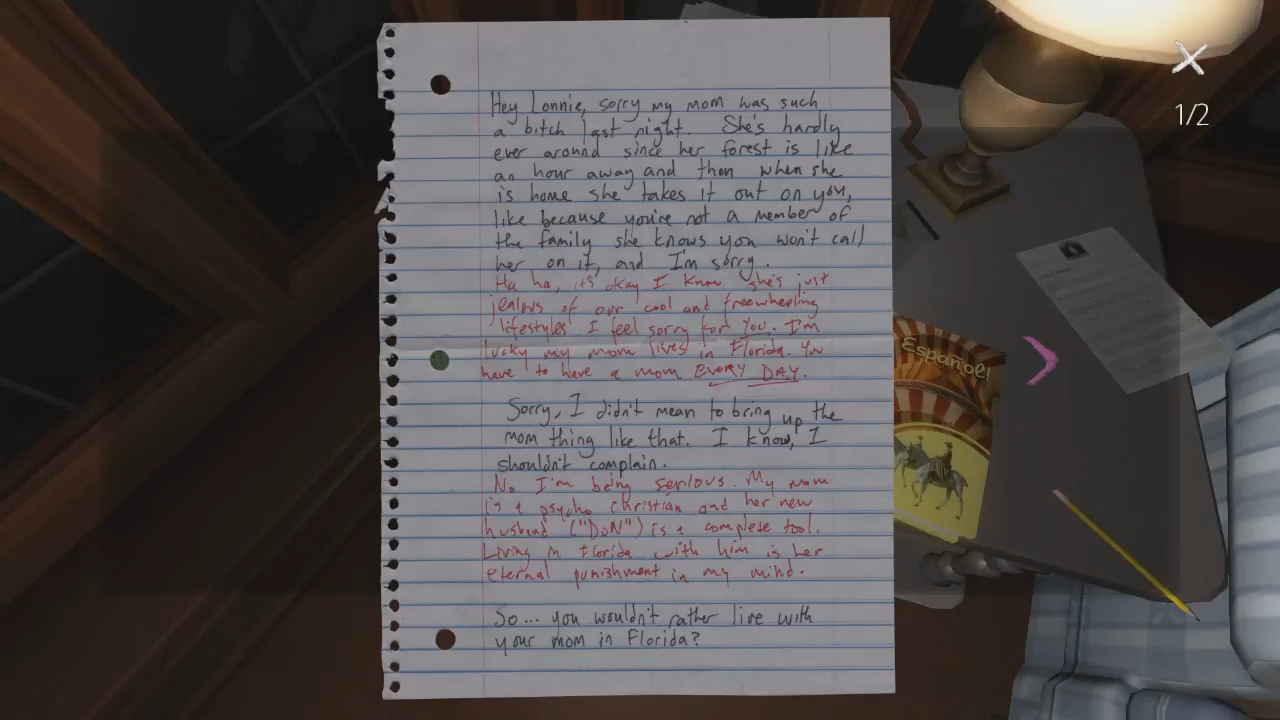 1/2
Hey Lonnie, sorry my mom was such
a bitch last night. She's hardly
ever around since her forest is like
an hour away and then when she
is home she takes it out on you,
like because you're not a member of
the family she knows you won't call
her on it, and I'm sorry.
Ha ha, it's okay I know she's just
jealous of our cool and freewheeling
lifestyles I feel sorry for You. I'm
lucky my mom lives in Florida. You
have to have a mom EVERY DAY.
Sorry, I didn't mean to bring up the
mom thing like that. I know, I
shouldn't complain.
No I'm being serious. My mom
is a psycho christian and her new
husband ("DoN") is a complete tool.
Living in Florida with him is her
eternal punishment in my mind.
So... you wouldn't rather live with
your mom in Florida?
Español!